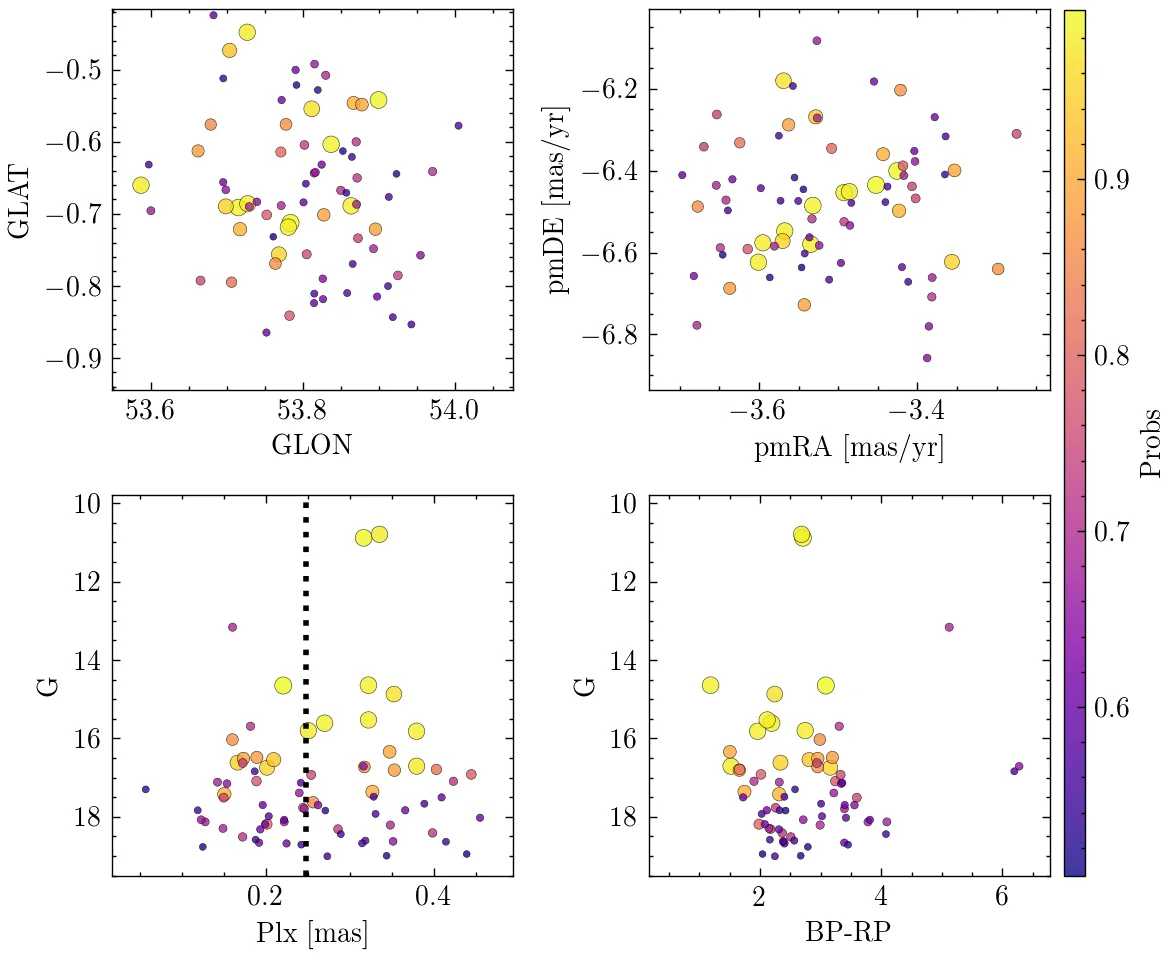 −0.5
−0.6
−0.7
−0.8
−0.9
GLAT
53.6 53.8 54.0
GLON
−6.2
−6.4
−6.6
−6.8
pmDE [mas/yr]
−3.6 −3.4
pmRA [mas/yr]
0.9
0.8
0.7
0.6
Probs
10
12
14
16
18
G
0.2 0.4
Plx [mas]
10
12
14
16
18
G
2 4 6
BP-RP